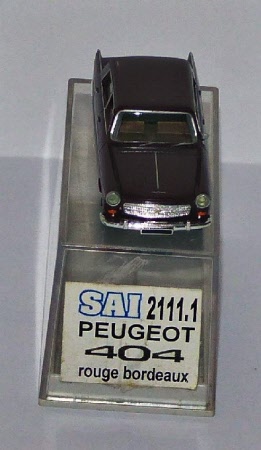 SAI 2111.1
PEUGEOT
404
rouge bordeaux